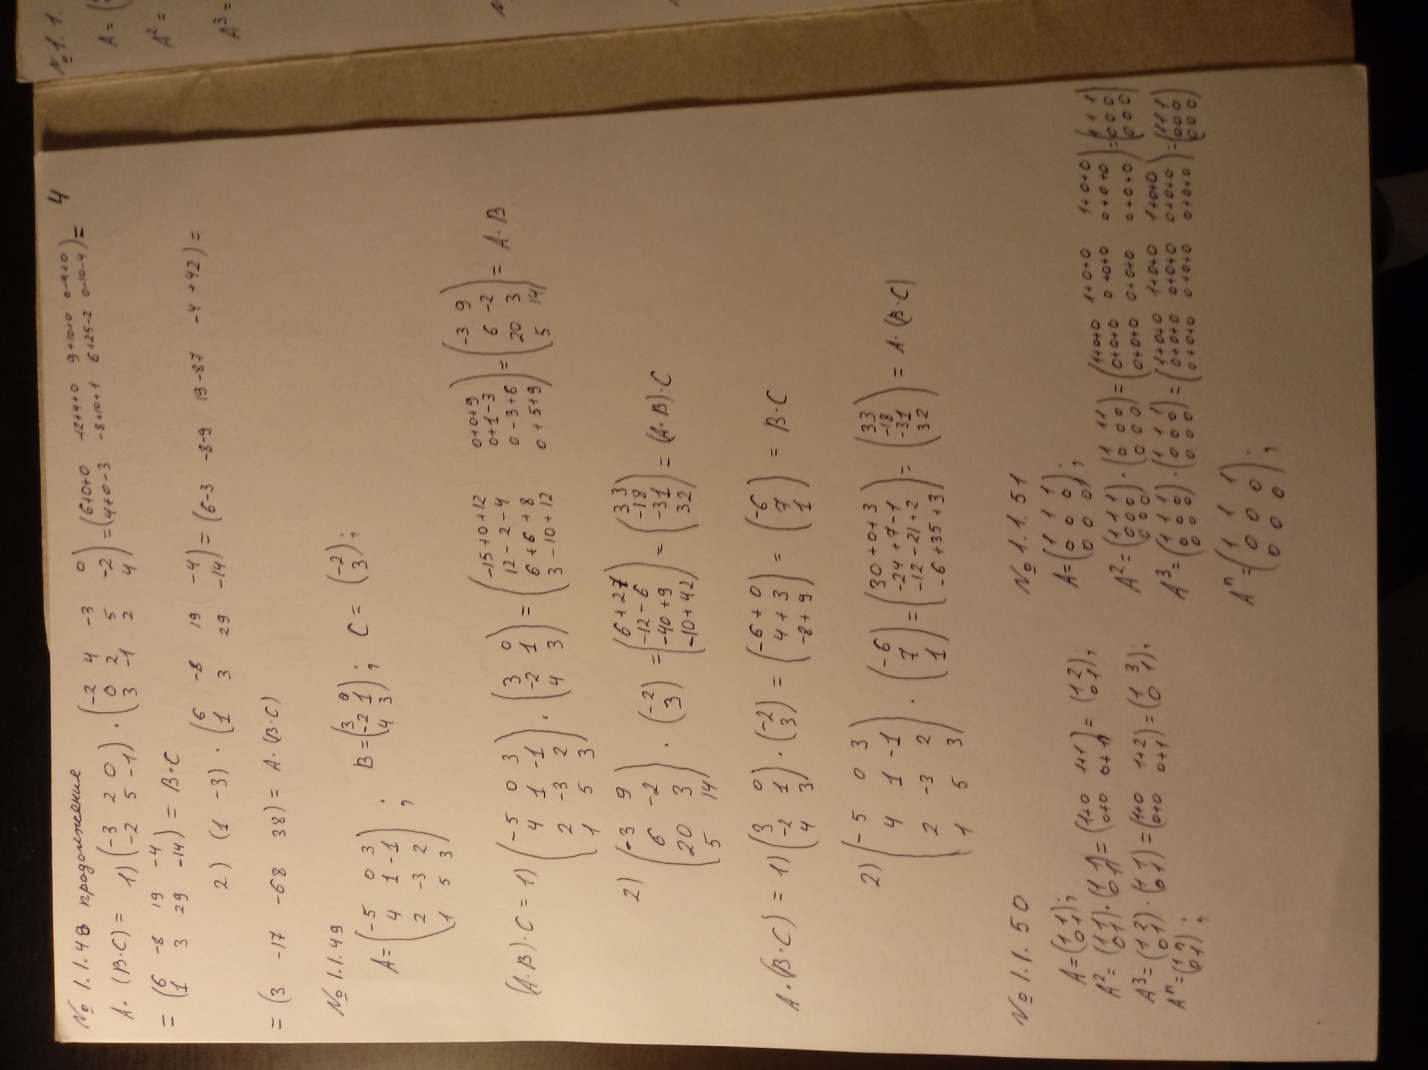 № 1.1.48 продолжение 4
A·(B·C) = 1) (-3 2 0) · (-2 4 -3 0) = (6+0+0 -12+4+0 9+10+0 0-4+0) =
(-2 5 -1) (0 2 5 -2) (4+0-3 -8+10+1 6+25-2 0-10-4)
(3 -1 2 4)
= (6 -8 19 -4) = B·C
(1 3 29 -14)
2) (1 -3) · (6 -8 19 -4) = (6-3 -8-9 19-87 -4+42) =
(1 3 29 -14)
= (3 -17 -68 38) = A·(B·C)
№ 1.1.49
A = (-5 0 3) ; B = (3 0) ; C = (-2) ;
(4 1 -1) (-2 1) (3)
(2 -3 2) (4 3)
(1 5 3)
(A·B)·C = 1) (-5 0 3) · (3 0) = (-15+0+12 0+0+9) = (-3 9) = A·B
(4 1 -1) (-2 1) (12-2-4 0+1-3) (6 -2)
(2 -3 2) (4 3) (6+6+8 0-3+6) (20 3)
(1 5 3) (3-10+12 0+5+9) (5 14)
2) (-3 9) · (-2) = (6+27) = (33) = (A·B)·C
(6 -2) (3) (-12-6) (-18)
(20 3) (-40+9) (-31)
(5 14) (-10+42) (32)
A·(B·C) = 1) (3 0) · (-2) = (-6+0) = (-6) = B·C
(-2 1) (3) (4+3) (7)
(4 3) (-8+9) (1)
2) (-5 0 3) · (-6) = (30+0+3) = (33) = A·(B·C)
(4 1 -1) (7) (-24+7-1) (-18)
(2 -3 2) (1) (-12-21+2) (-31)
(1 5 3) (-6+35+3) (32)
№ 1.1.50
A = (1 1) ;
(0 1)
A² = (1 1) · (1 1) = (1+0 1+1) = (1 2) ;
(0 1) (0 1) (0+0 0+1) (0 1)
A³ = (1 2) · (1 1) = (1+0 1+2) = (1 3) ;
(0 1) (0 1) (0+0 0+1) (0 1)
Aⁿ = (1 n) ;
(0 1)
№ 1.1.51
A = (1 1 1) ;
(0 0 0)
(0 0 0)
A² = (1 1 1) · (1 1 1) = (1+0+0 1+0+0 1+0+0) = (1 1 1)
(0 0 0) (0 0 0) (0+0+0 0+0+0 0+0+0) (0 0 0)
(0 0 0) (0 0 0) (0+0+0 0+0+0 0+0+0) (0 0 0)
A³ = (1 1 1) · (1 1 1) = (1+0+0 1+0+0 1+0+0) = (1 1 1)
(0 0 0) (0 0 0) (0+0+0 0+0+0 0+0+0) (0 0 0)
(0 0 0) (0 0 0) (0+0+0 0+0+0 0+0+0) (0 0 0)
Aⁿ = (1 1 1) ;
(0 0 0)
(0 0 0)
№ 1.1.
A = (
A² =
A³ =